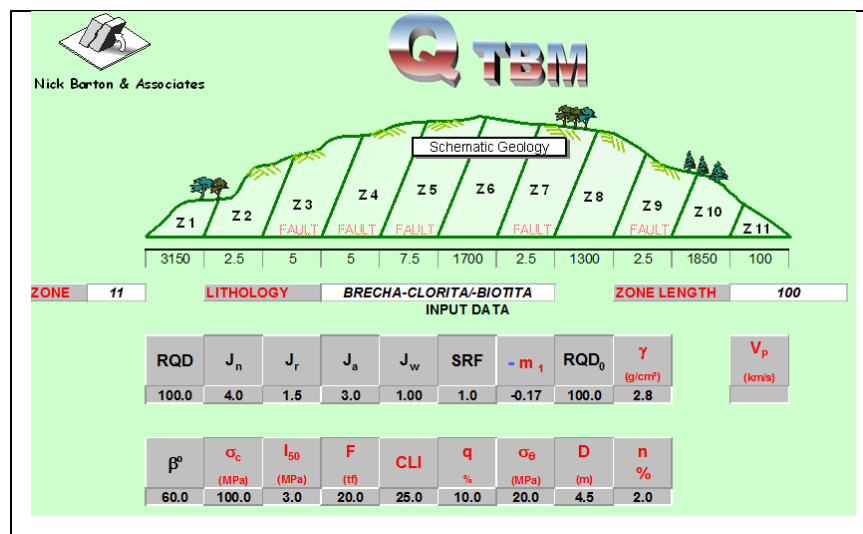 Q TBM
Nick Barton & Associates
Schematic Geology
Z 1 Z 2 Z 3 Z 4 Z 5 Z 6 Z 7 Z 8 Z 9 Z 10 Z 11
FAULT FAULT FAULT FAULT FAULT
3150 2.5 5 5 7.5 1700 2.5 1300 2.5 1850 100
ZONE 11 LITHOLOGY BRECHA-CLORITA/-BIOTITA ZONE LENGTH 100
INPUT DATA
RQD Jn Jr Ja Jw SRF - m 1 RQD0 γ (g/cm³) VP (km/s)
100.0 4.0 1.5 3.0 1.00 1.0 -0.17 100.0 2.8
β° σc (MPa) I50 (MPa) F (tf) CLI q % σθ (MPa) D (m) n %
60.0 100.0 3.0 20.0 25.0 10.0 20.0 4.5 2.0